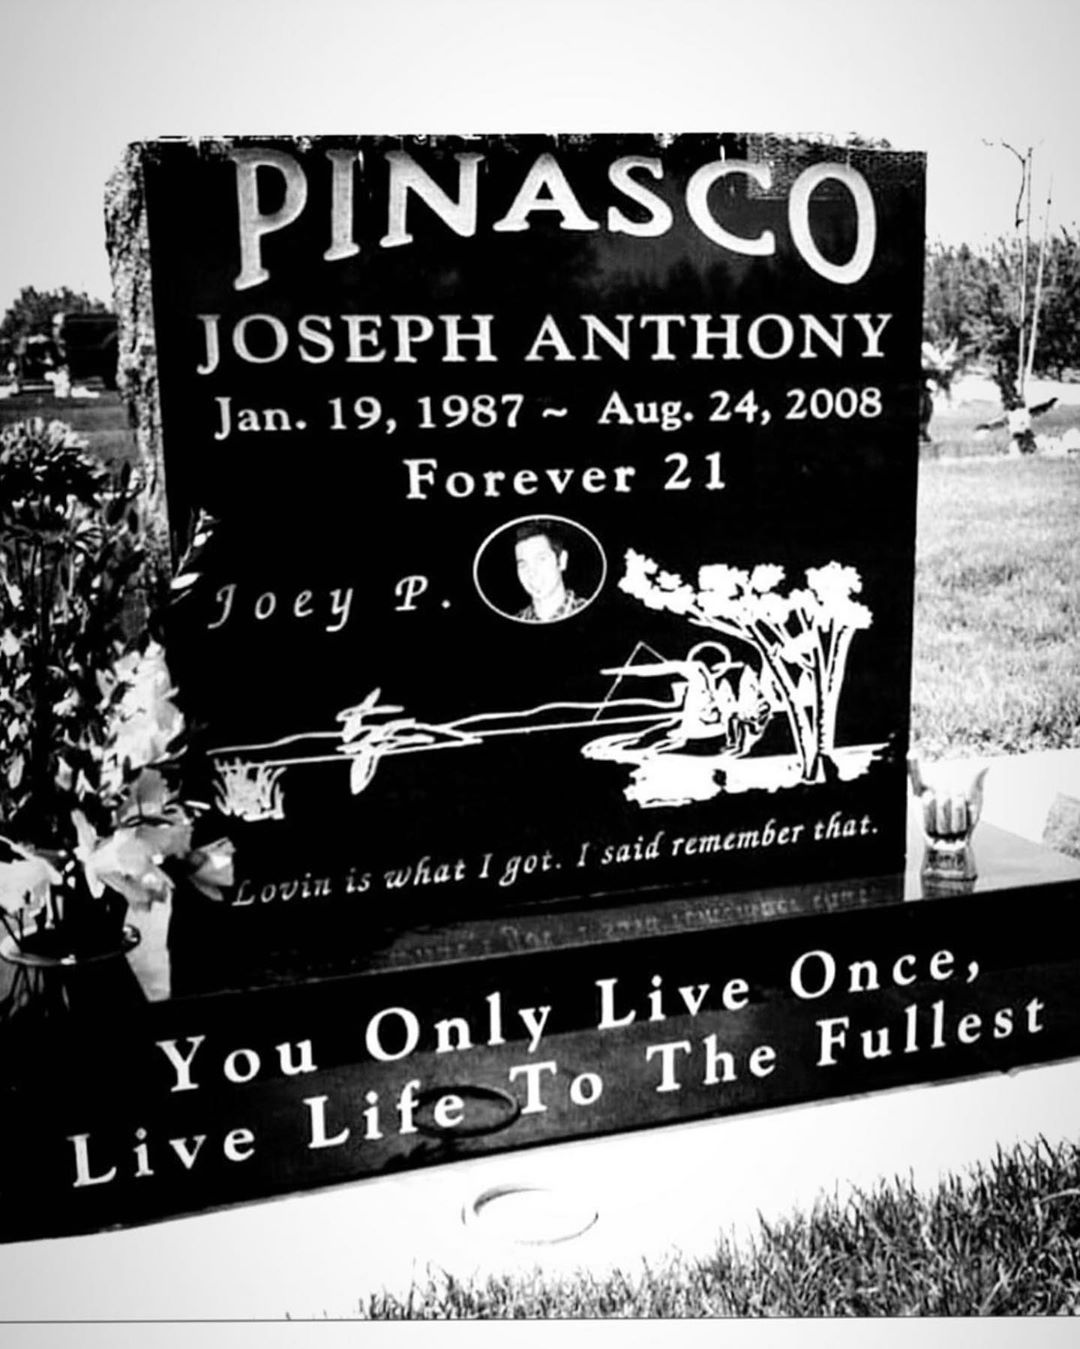 PINASCO
JOSEPH ANTHONY
Jan. 19, 1987 ~ Aug. 24, 2008
Forever 21
Joey P.
Lovin is what I got. I said remember that.
You Only Live Once,
Live Life To The Fullest